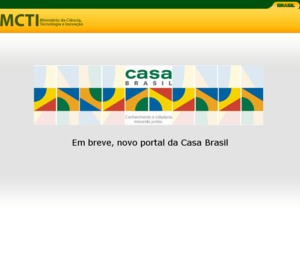 BRASIL
MCTI Ministério da Ciência,
Tecnologia e Inovação
casa
BRASIL
Conhecimento e cidadania,
morando juntos.
Em breve, novo portal da Casa Brasil